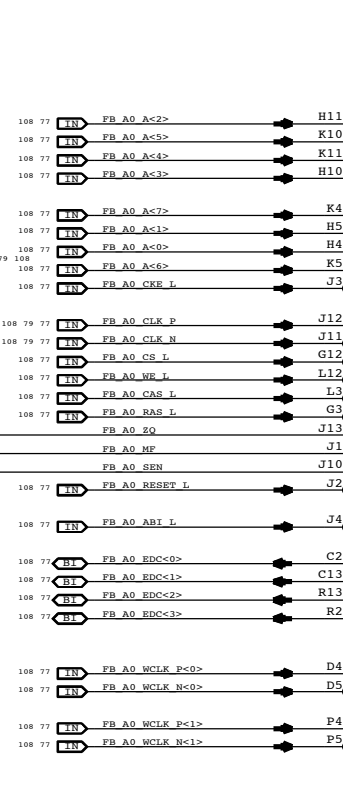 108 77 IN FB_A0_A<2> H11
108 77 IN FB_A0_A<5> K10
108 77 IN FB_A0_A<4> K11
108 77 IN FB_A0_A<3> H10
108 77 IN FB_A0_A<7> K4
108 77 IN FB_A0_A<1> H5
108 77 IN FB_A0_A<0> H4
79 108
108 77 IN FB_A0_A<6> K5
108 77 IN FB_A0_CKE_L J3
108 79 77 IN FB_A0_CLK_P J12
108 79 77 IN FB_A0_CLK_N J11
108 77 IN FB_A0_CS_L G12
108 77 IN FB_A0_WE_L L12
108 77 IN FB_A0_CAS_L L3
108 77 IN FB_A0_RAS_L G3
FB_A0_ZQ J13
FB_A0_MF J1
FB_A0_SEN J10
108 77 IN FB_A0_RESET_L J2
108 77 IN FB_A0_ABI_L J4
108 77 BI FB_A0_EDC<0> C2
108 77 BI FB_A0_EDC<1> C13
108 77 BI FB_A0_EDC<2> R13
108 77 BI FB_A0_EDC<3> R2
108 77 IN FB_A0_WCLK_P<0> D4
108 77 IN FB_A0_WCLK_N<0> D5
108 77 IN FB_A0_WCLK_P<1> P4
108 77 IN FB_A0_WCLK_N<1> P5